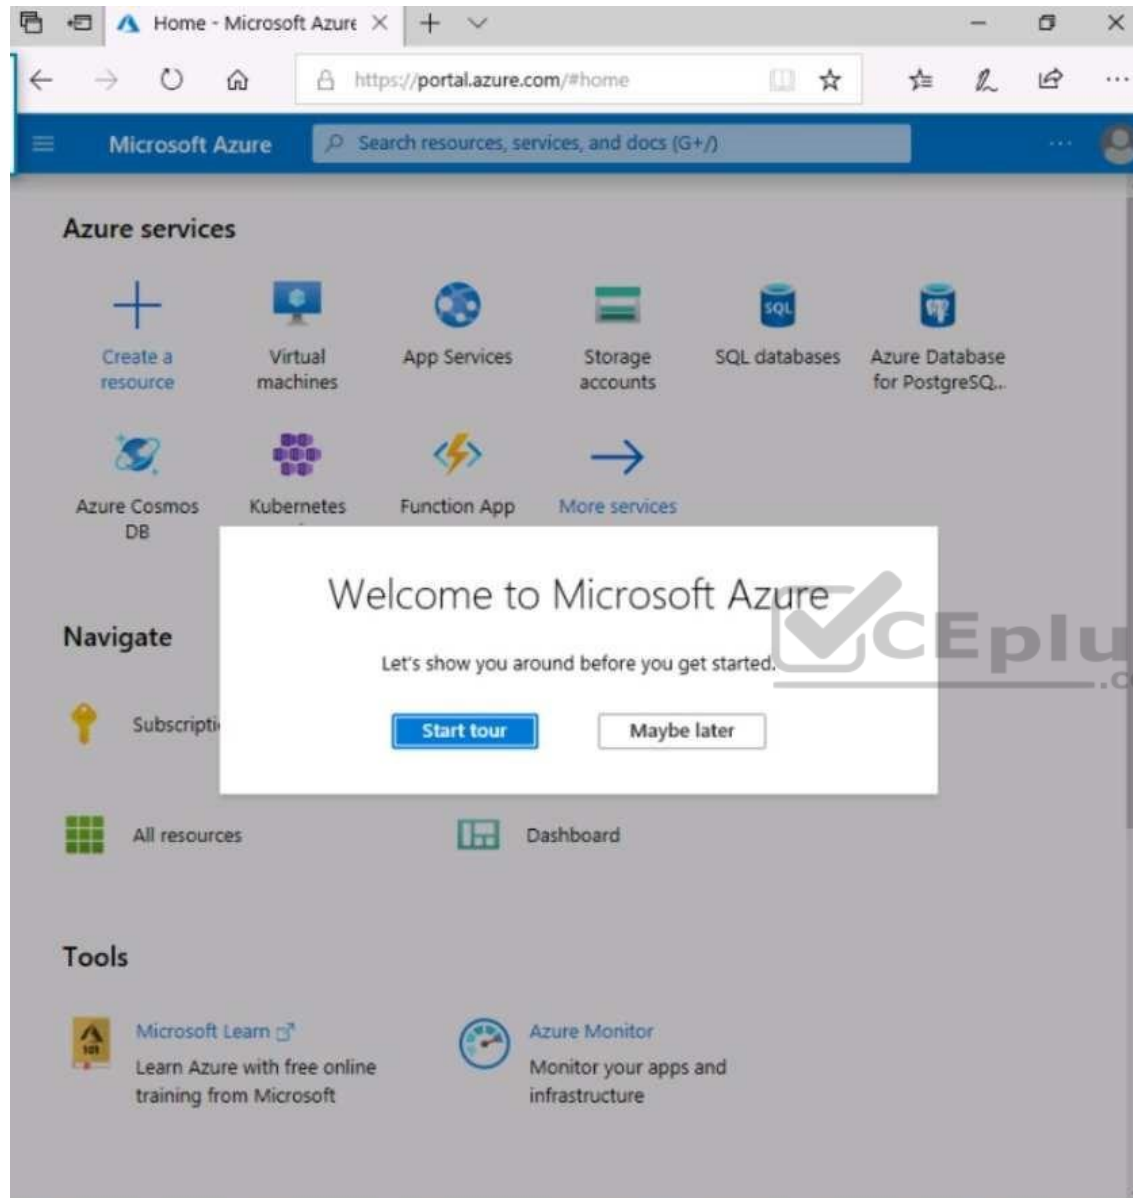 Home - Microsoft Azure
https://portal.azure.com/#home
Microsoft Azure
Search resources, services, and docs (G+/)
Azure services
Create a resource
Virtual machines
App Services
Storage accounts
SQL
SQL databases
Azure Database for PostgreSQ...
Azure Cosmos DB
Kubernetes
Function App
More services
Welcome to Microsoft Azure
Let's show you around before you get started.
Start tour
Maybe later
Navigate
All resources
Dashboard
Tools
101
Microsoft Learn
Learn Azure with free online
training from Microsoft
Azure Monitor
Monitor your apps and
infrastructure